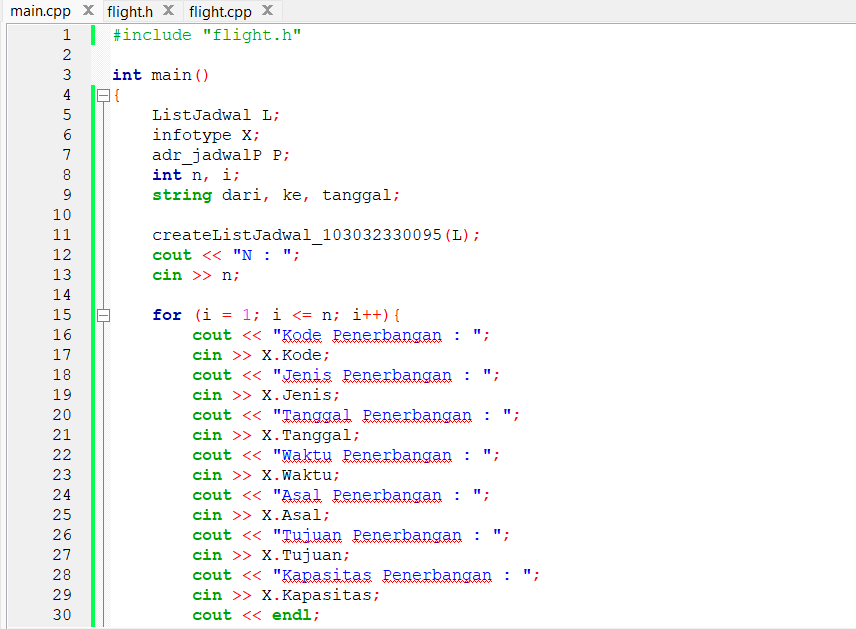 main.cpp X flight.h X flight.cpp X
1 #include "flight.h"
2
3 int main()
4 {
5 ListJadwal L;
6 infotype X;
7 adr_jadwalP P;
8 int n, i;
9 string dari, ke, tanggal;
10
11 createListJadwal_103032330095(L);
12 cout << "N : ";
13 cin >> n;
14
15 for (i = 1; i <= n; i++){
16 cout << "Kode Penerbangan : ";
17 cin >> X.Kode;
18 cout << "Jenis Penerbangan : ";
19 cin >> X.Jenis;
20 cout << "Tanggal Penerbangan : ";
21 cin >> X.Tanggal;
22 cout << "Waktu Penerbangan : ";
23 cin >> X.Waktu;
24 cout << "Asal Penerbangan : ";
25 cin >> X.Asal;
26 cout << "Tujuan Penerbangan : ";
27 cin >> X.Tujuan;
28 cout << "Kapasitas Penerbangan : ";
29 cin >> X.Kapasitas;
30 cout << endl;